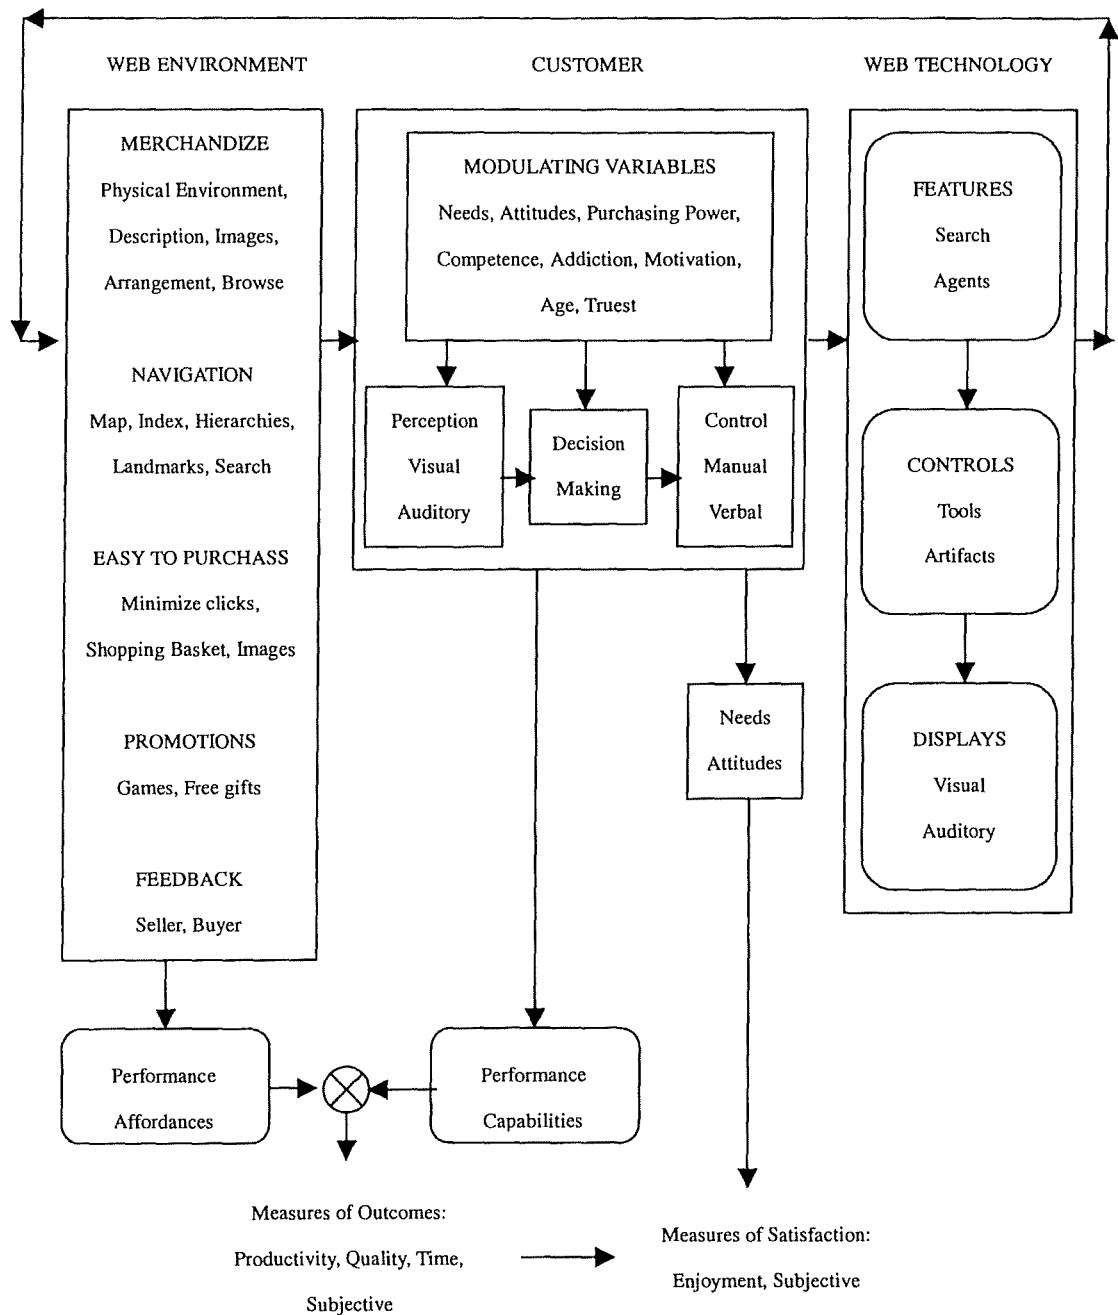 WEB ENVIRONMENT
CUSTOMER
WEB TECHNOLOGY
MERCHANDIZE
Physical Environment,
Description, Images,
Arrangement, Browse
NAVIGATION
Map, Index, Hierarchies,
Landmarks, Search
EASY TO PURCHASS
Minimize clicks,
Shopping Basket, Images
PROMOTIONS
Games, Free gifts
FEEDBACK
Seller, Buyer
MODULATING VARIABLES
Needs, Attitudes, Purchasing Power,
Competence, Addiction, Motivation,
Age, Truest
Perception
Visual
Auditory
Decision
Making
Control
Manual
Verbal
Needs
Attitudes
FEATURES
Search
Agents
CONTROLS
Tools
Artifacts
DISPLAYS
Visual
Auditory
Performance
Affordances
Performance
Capabilities
Measures of Outcomes:
Productivity, Quality, Time,
Subjective
Measures of Satisfaction:
Enjoyment, Subjective